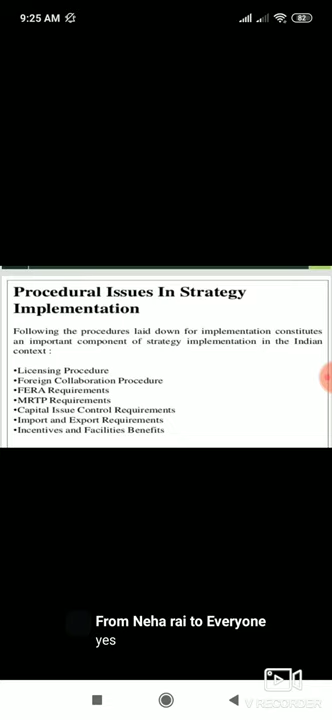 9:25 AM
82
Procedural Issues In Strategy
Implementation
Following the procedures laid down for implementation constitutes
an important component of strategy implementation in the Indian
context :
•Licensing Procedure
•Foreign Collaboration Procedure
•FERA Requirements
•MRTP Requirements
•Capital Issue Control Requirements
•Import and Export Requirements
•Incentives and Facilities Benefits
From Neha rai to Everyone
yes
V RECORDER